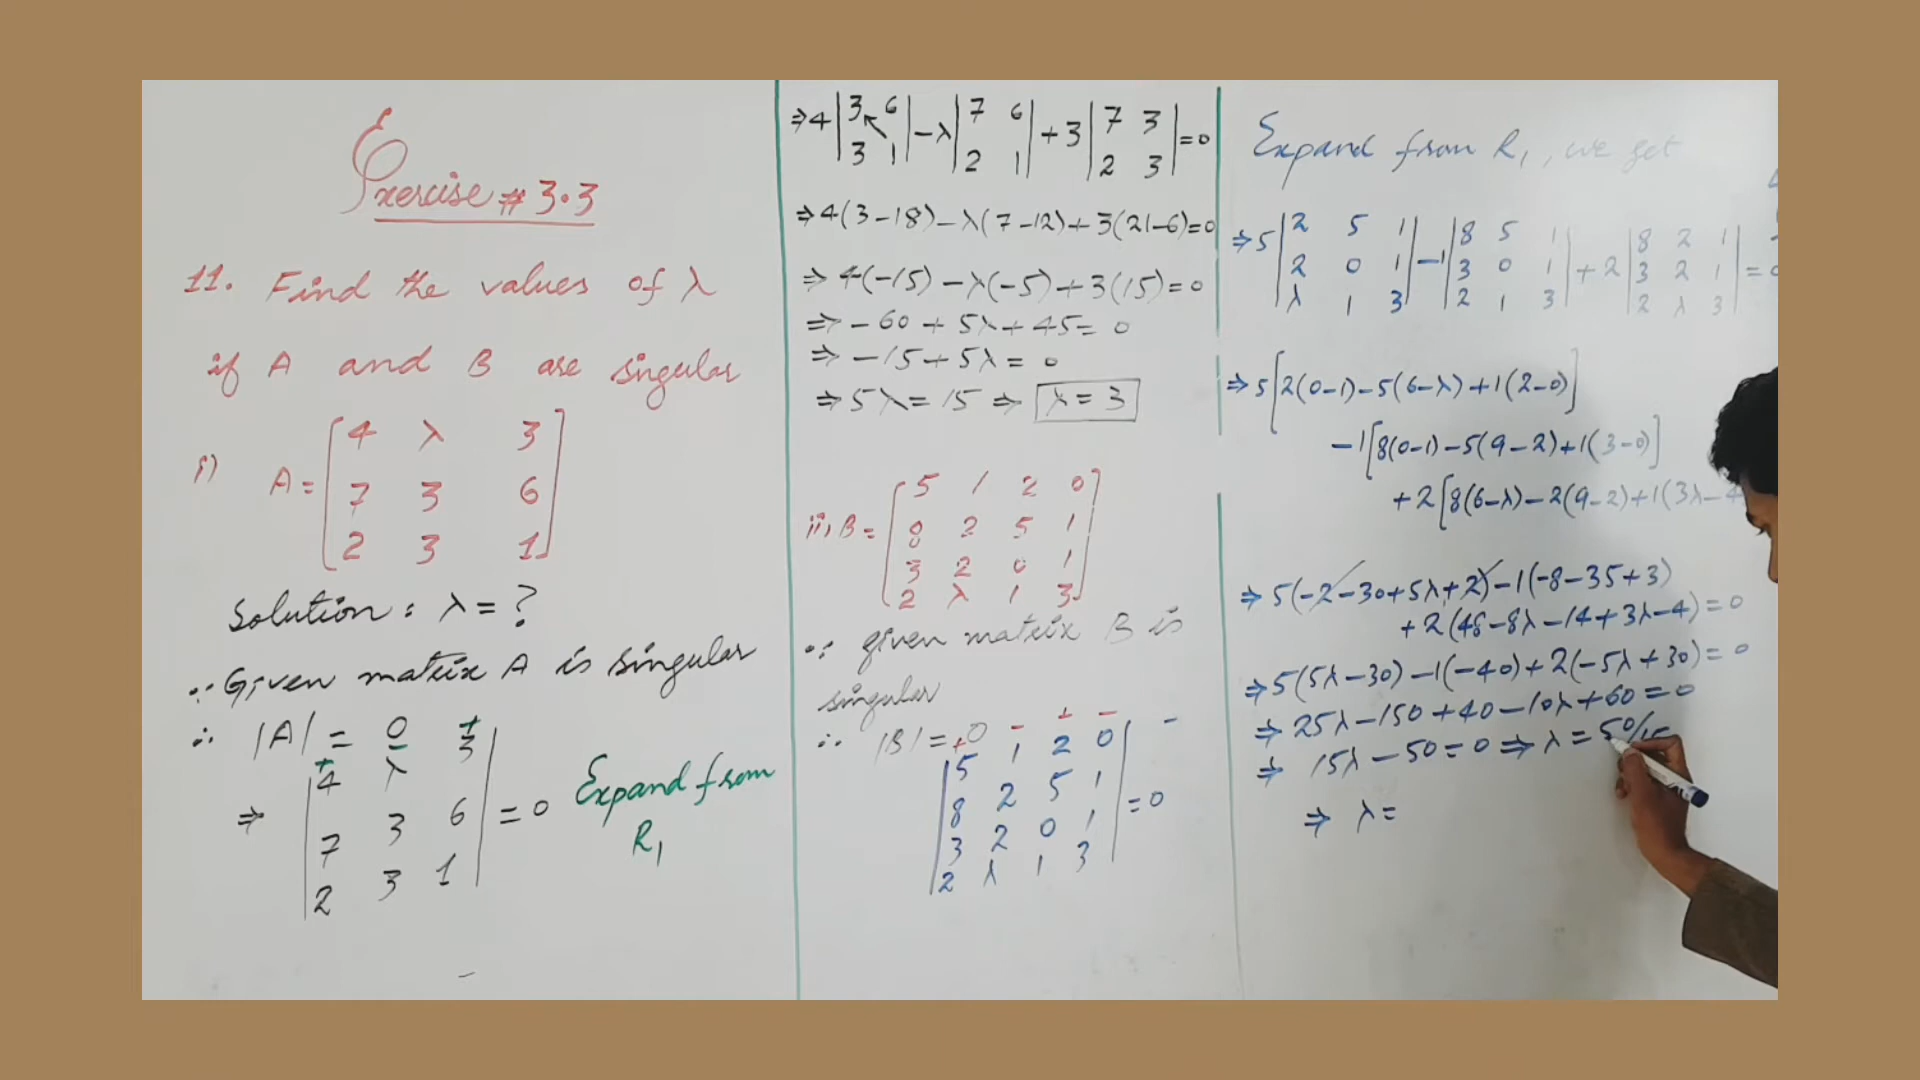 Exercise # 3.3
11. Find the values of λ
if A and B are singular
i) A = [4 λ 3
7 3 6
2 3 1]
Solution: λ = ?
∵ Given matrix A is singular
∴ |A| = 0
+ - +
⇒ |4 λ 3
7 3 6
2 3 1| = 0
Expand from
R₁
⇒ 4 |3 6| - λ |7 6| + 3 |7 3| = 0
|3 1| |2 1| |2 3|
⇒ 4(3-18) - λ(7-12) + 3(21-6) = 0
⇒ 4(-15) - λ(-5) + 3(15) = 0
⇒ -60 + 5λ + 45 = 0
⇒ -15 + 5λ = 0
⇒ 5λ = 15 ⇒ λ = 3
ii, B = [5 1 2 0
8 2 5 1
3 2 0 1
2 λ 1 3]
∵ given matrix B is
singular
∴ |B| = 0
+ - + - -
|5 1 2 0
8 2 5 1
3 2 0 1
2 λ 1 3| = 0
Expand from R₁, we get
⇒ 5 |2 5 1| -1 |8 5 1| + 2 |8 2 1| = 0
|2 0 1| |3 0 1| |3 2 1|
|λ 1 3| |2 1 3| |2 λ 3|
⇒ 5[2(0-1)-5(6-λ)+1(2-0)]
-1[8(0-1)-5(9-2)+1(3-0)]
+2[8(6-λ)-2(9-2)+1(3λ-4
⇒ 5(-2-30+5λ+2)-1(-8-35+3)
+2(48-8λ-14+3λ-4) = 0
⇒ 5(5λ-30)-1(-40)+2(-5λ+30) = 0
⇒ 25λ-150+40-10λ+60 = 0
⇒ 15λ-50 = 0 ⇒ λ = 50/15
⇒ λ =